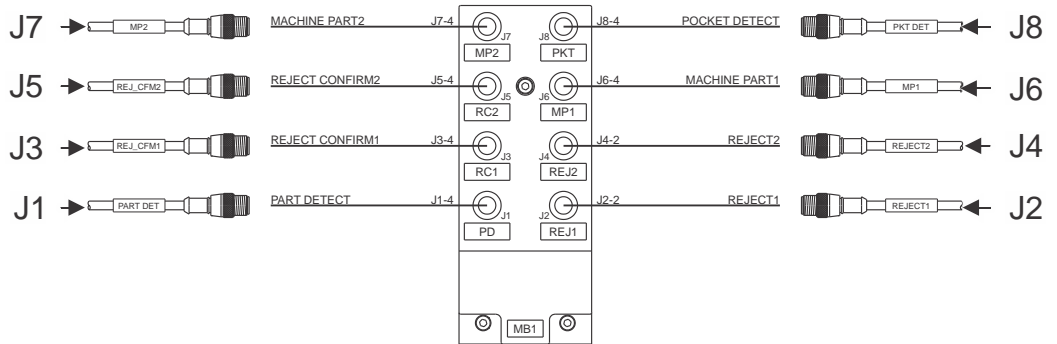 J7 MP2 MACHINE PART2 J7-4 J7 J8 J8-4 POCKET DETECT PKT DET J8
MP2 PKT
J5 REJ_CFM2 REJECT CONFIRM2 J5-4 J5 J6 J6-4 MACHINE PART1 MP1 J6
RC2 MP1
J3 REJ_CFM1 REJECT CONFIRM1 J3-4 J3 J4 J4-2 REJECT2 REJECT2 J4
RC1 REJ2
J1 PART DET PART DETECT J1-4 J1 J2 J2-2 REJECT1 REJECT1 J2
PD REJ1
MB1